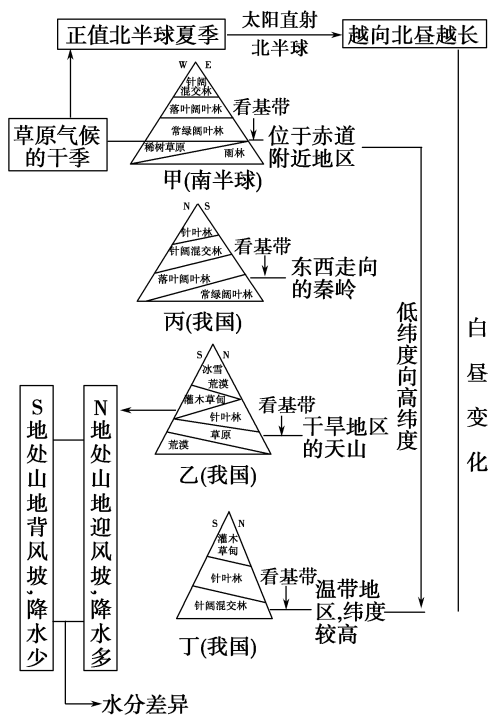 正值北半球夏季
太阳直射
北半球
越向北昼越长
草原气候
的干季
W E
针阔
混交林
落叶阔叶林
常绿阔叶林
稀树草原
雨林
看基带
位于赤道
附近地区
甲(南半球)
N S
针叶林
针阔混交林
落叶阔叶林
常绿阔叶林
看基带
东西走向
的秦岭
丙(我国)
S N
冰雪
荒漠
灌木草甸
针叶林
草原
荒漠
看基带
干旱地区
的天山
乙(我国)
S N
灌木
草甸
针叶林
针阔混交林
看基带
温带地
区,纬度
较高
丁(我国)
S地处山地背风坡,降水少
N地处山地迎风坡,降水多
水分差异
低纬度向高纬度
白昼变化